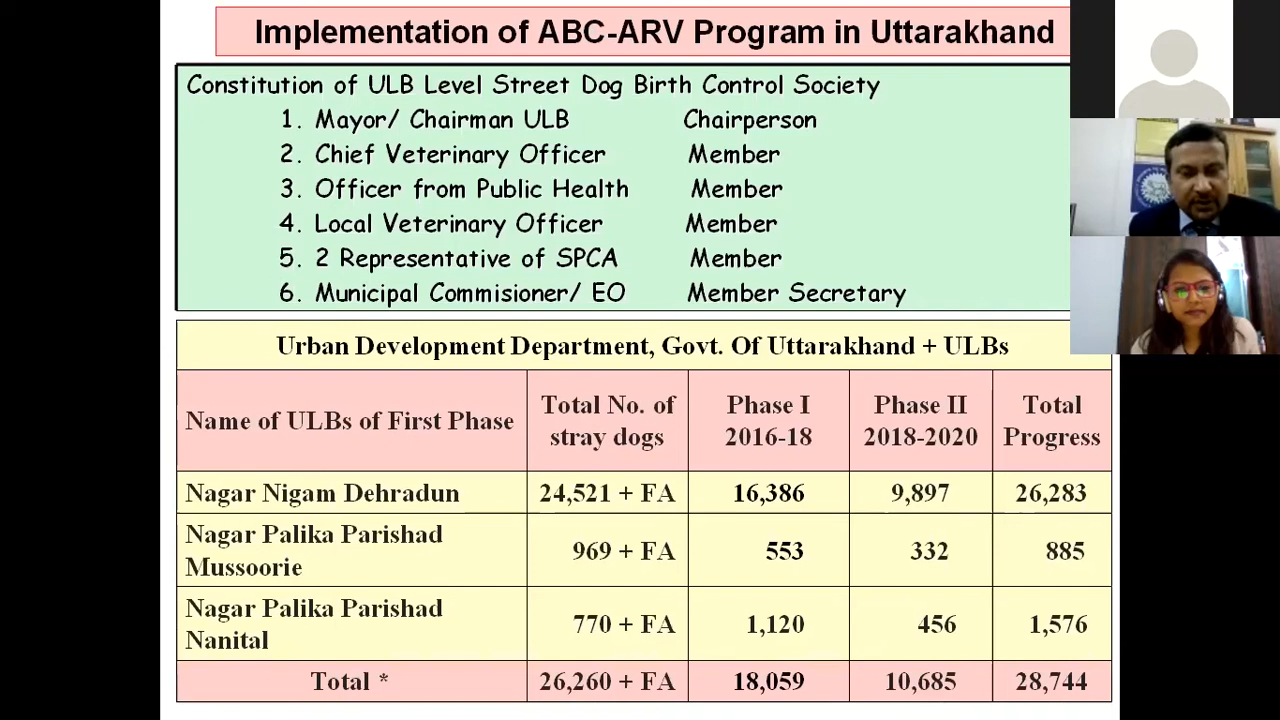 Implementation of ABC-ARV Program in Uttarakhand
Constitution of ULB Level Street Dog Birth Control Society
1. Mayor/ Chairman ULB Chairperson
2. Chief Veterinary Officer Member
3. Officer from Public Health Member
4. Local Veterinary Officer Member
5. 2 Representative of SPCA Member
6. Municipal Commisioner/ EO Member Secretary
Urban Development Department, Govt. Of Uttarakhand + ULBs
Name of ULBs of First Phase Total No. of stray dogs Phase I 2016-18 Phase II 2018-2020 Total Progress
Nagar Nigam Dehradun 24,521 + FA 16,386 9,897 26,283
Nagar Palika Parishad Mussoorie 969 + FA 553 332 885
Nagar Palika Parishad Nanital 770 + FA 1,120 456 1,576
Total * 26,260 + FA 18,059 10,685 28,744